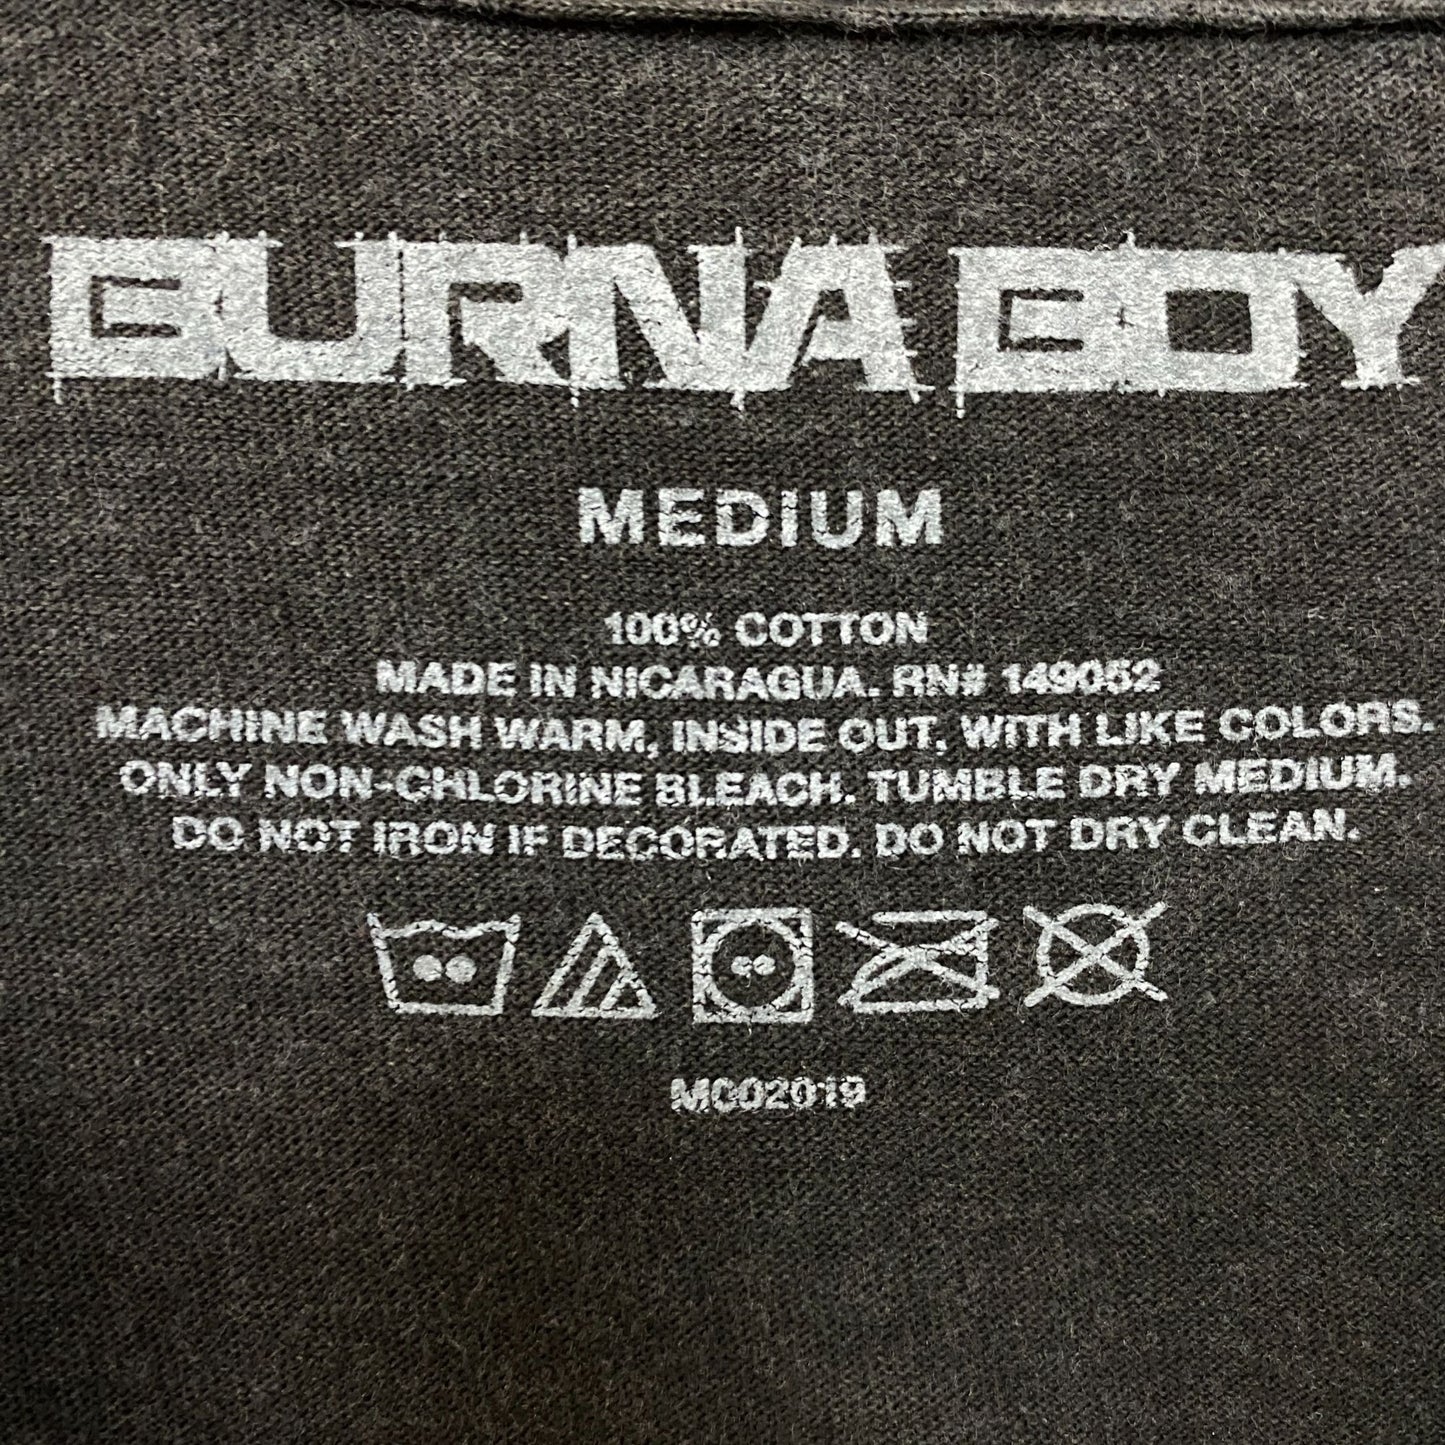 BURNA BOY
MEDIUM
100% COTTON
MADE IN NICARAGUA. RN# 149052
MACHINE WASH WARM, INSIDE OUT, WITH LIKE COLORS.
ONLY NON-CHLORINE BLEACH. TUMBLE DRY MEDIUM.
DO NOT IRON IF DECORATED. DO NOT DRY CLEAN.
MC02019